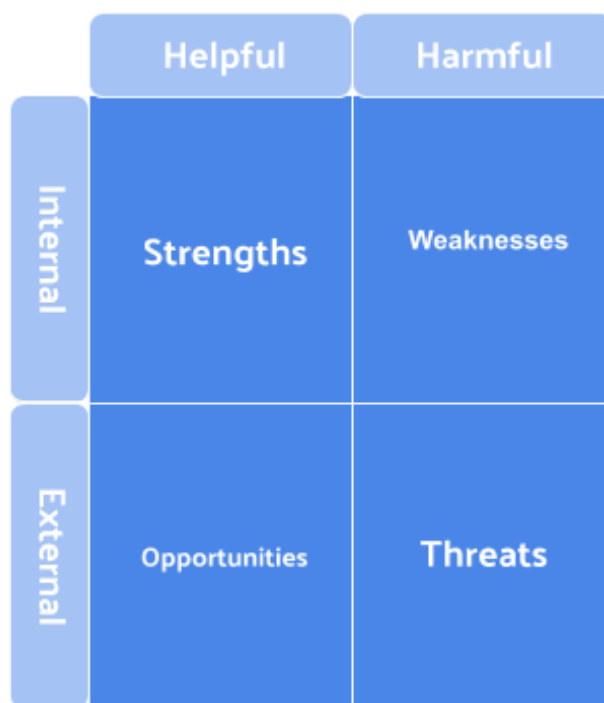 Helpful
Harmful
Internal
Strengths
Weaknesses
External
Opportunities
Threats